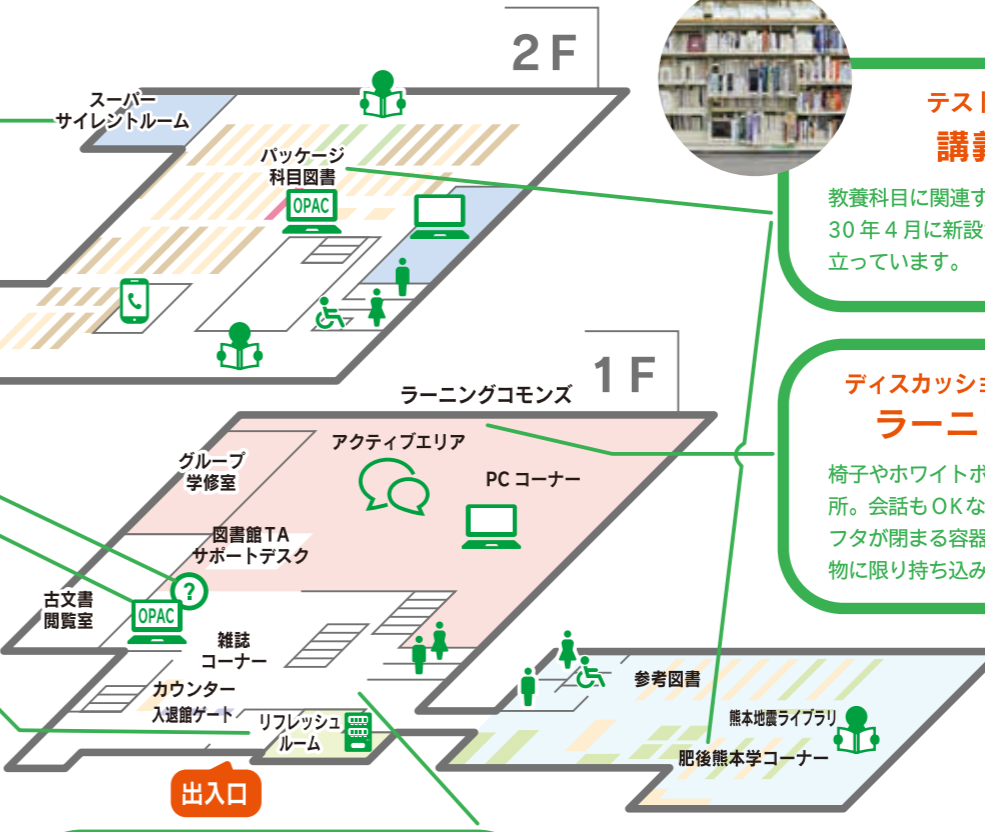 2F
スーパー
サイレントルーム
パッケージ
科目図書
OPAC
テスト
講義
教養科目に関連す
30年4月に新設
立っています。
1F
ラーニングコモンズ
アクティブエリア
グループ
学修室
PCコーナー
図書館TA
サポートデスク
?
OPAC
古文書
閲覧室
雑誌
コーナー
カウンター
入退館ゲート
リフレッシュ
ルーム
出入口
ディスカッショ
ラーニ
椅子やホワイトボ
所。会話もOKな
フタが閉まる容器
物に限り持ち込み
参考図書
熊本地震ライブラリ
肥後熊本学コーナー